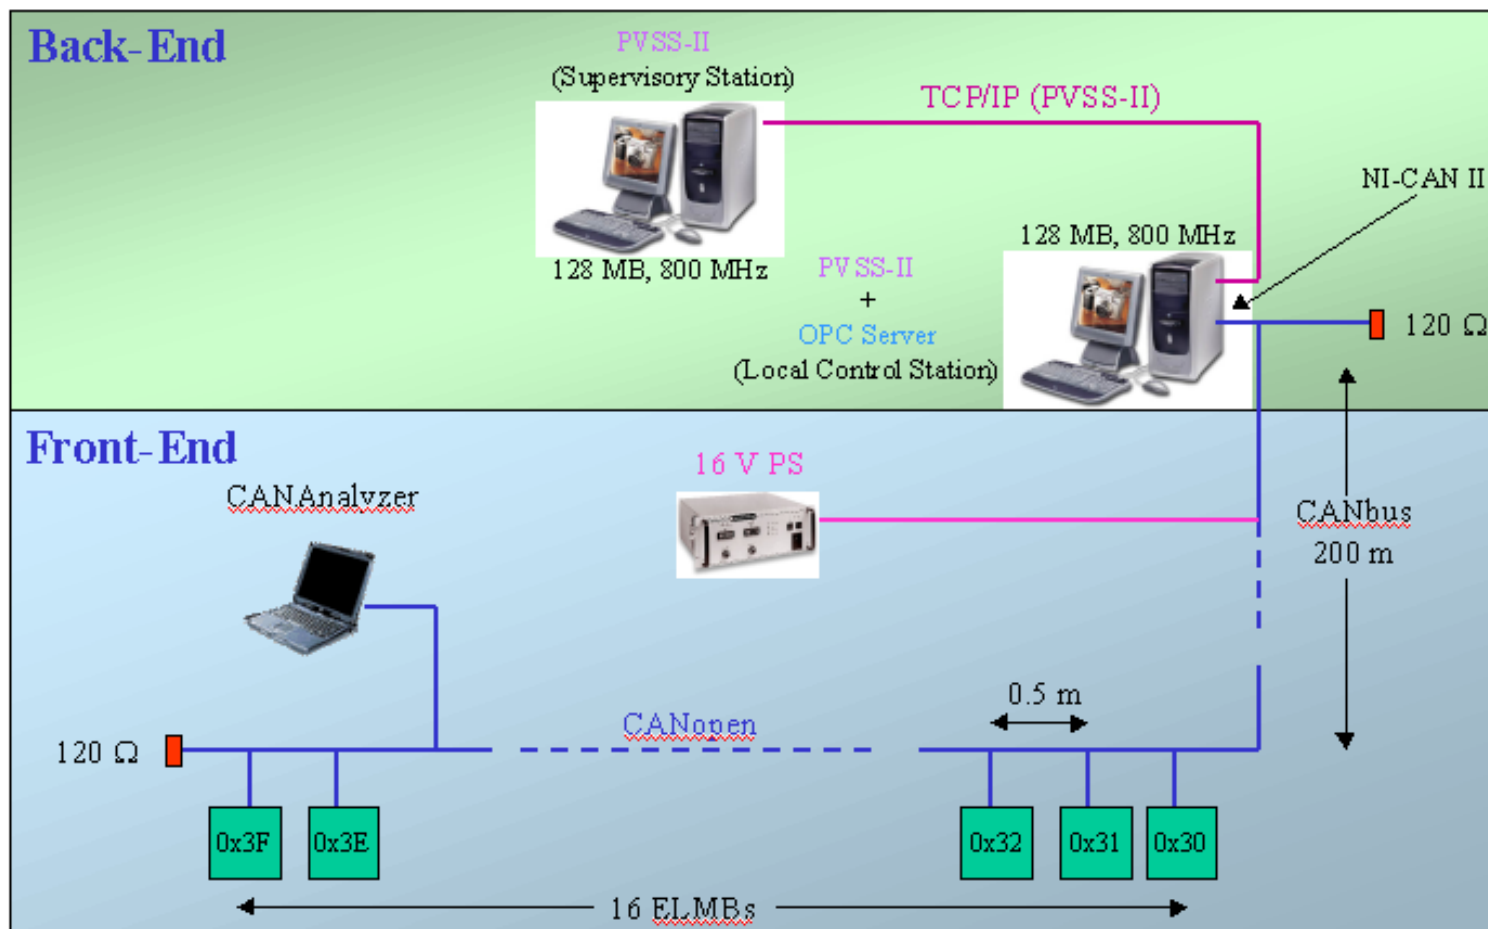 Back-End
PVSS-II
(Supervisory Station)
TCP/IP (PVSS-II)
NI-CAN II
128 MB, 800 MHz
128 MB, 800 MHz
PVSS-II
+
OPC Server
(Local Control Station)
120 Ω
Front-End
16 V PS
CANAnalyzer
CANbus
200 m
0.5 m
CANopen
120 Ω
0x3F
0x3E
0x32
0x31
0x30
16 ELMBs